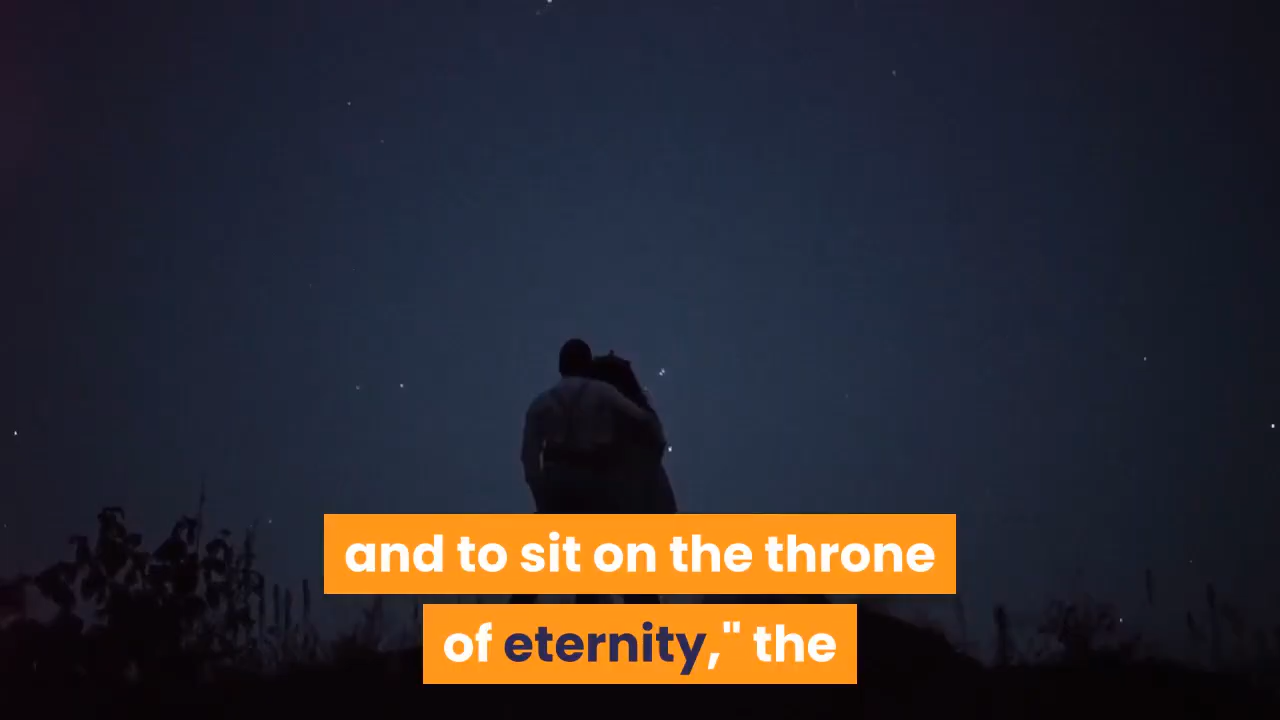 and to sit on the throne
of eternity," the